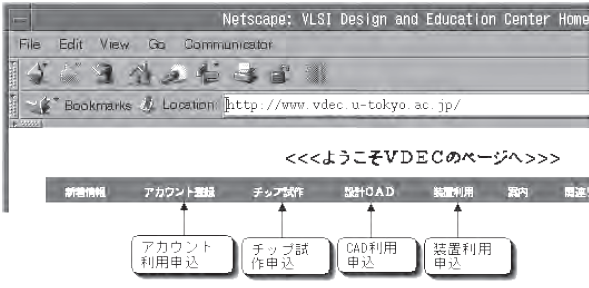 Netscape: VLSI Design and Education Center Home
File Edit View Go Communicator
Bookmarks Location: http://www.vdec.u-tokyo.ac.jp/
<<<ようこそVDECのページへ>>>
新着情報 アカウント登録 チップ試作 設計CAD 装置利用 案内 関連
アカウント
利用申込
チップ試
作申込
CAD利用
申込
装置利用
申込